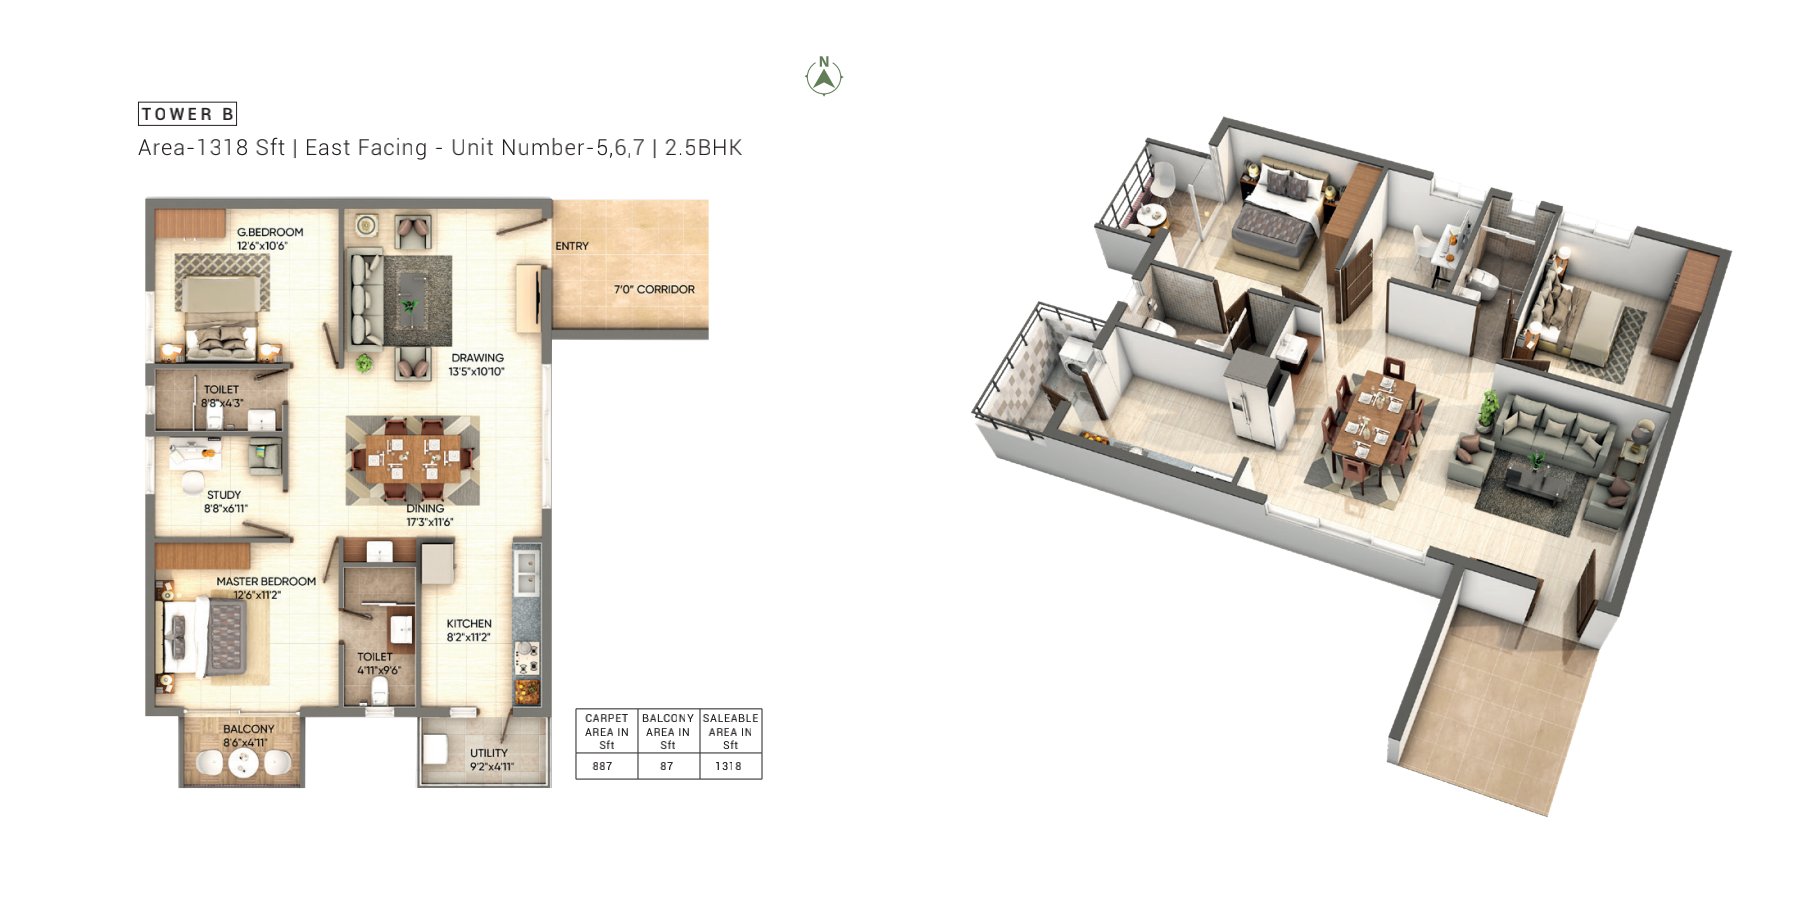 N
TOWER B
Area-1318 Sft | East Facing - Unit Number-5,6,7 | 2.5BHK
G.BEDROOM
12'6"x10'6"
ENTRY
7'0" CORRIDOR
DRAWING
13'5"x10'10"
TOILET
8'8"x4'3"
STUDY
8'8"x6'11"
DINING
17'3"x11'6"
MASTER BEDROOM
12'6"x11'2"
KITCHEN
8'2"x11'2"
TOILET
4'11"x9'6"
BALCONY
8'6"x4'11"
UTILITY
9'2"x4'11"
CARPET AREA IN Sft
BALCONY AREA IN Sft
SALEABLE AREA IN Sft
887
87
1318